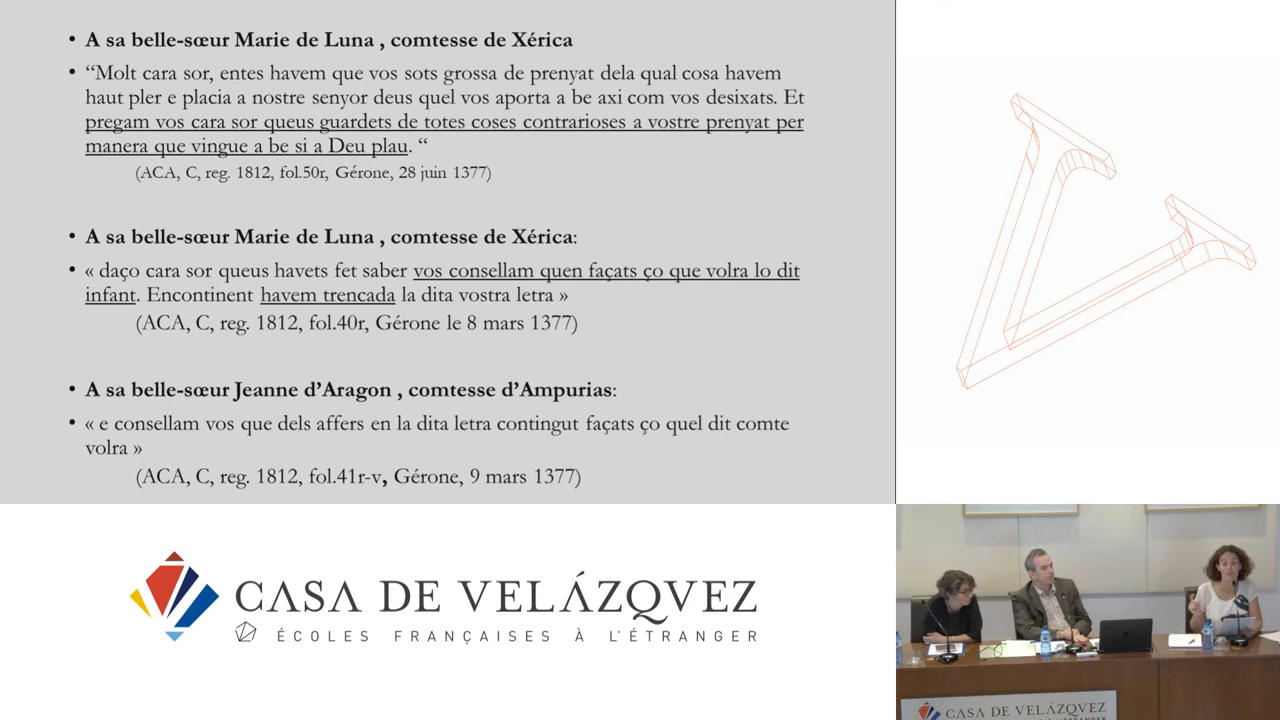 • A sa belle-sœur Marie de Luna , comtesse de Xérica
• “Molt cara sor, entes havem que vos sots grossa de prenyat dela qual cosa havem
haut pler e placia a nostre senyor deus quel vos aporta a be axi com vos desixats. Et
pregam vos cara sor queus guardets de totes coses contrarioses a vostre prenyat per
manera que vingue a be si a Deu plau. “
(ACA, C, reg. 1812, fol.50r, Gérone, 28 juin 1377)
• A sa belle-sœur Marie de Luna , comtesse de Xérica:
• « daço cara sor queus havets fet saber vos consellam quen façats ço que volra lo dit
infant. Encontinent havem trencada la dita vostra letra »
(ACA, C, reg. 1812, fol.40r, Gérone le 8 mars 1377)
• A sa belle-sœur Jeanne d’Aragon , comtesse d’Ampurias:
• « e consellam vos que dels affers en la dita letra contingut façats ço quel dit comte
volra »
(ACA, C, reg. 1812, fol.41r-v, Gérone, 9 mars 1377)
CASA DE VELÁZQVEZ
ÉCOLES FRANÇAISES À L'ÉTRANGER
CASA DE VELÁZQVEZ